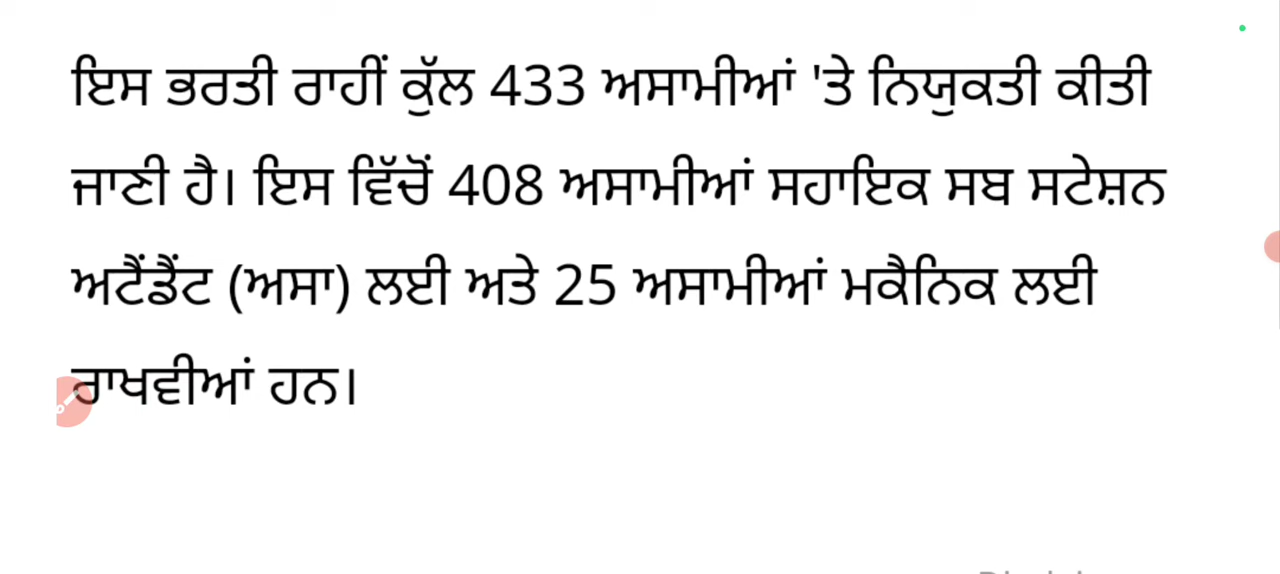 ਇਸ ਭਰਤੀ ਰਾਹੀਂ ਕੁੱਲ 433 ਅਸਾਮੀਆਂ 'ਤੇ ਨਿਯੁਕਤੀ ਕੀਤੀ
ਜਾਣੀ ਹੈ। ਇਸ ਵਿੱਚੋਂ 408 ਅਸਾਮੀਆਂ ਸਹਾਇਕ ਸਬ ਸਟੇਸ਼ਨ
ਅਟੈਂਡੈਂਟ (ਅਸਾ) ਲਈ ਅਤੇ 25 ਅਸਾਮੀਆਂ ਮਕੈਨਿਕ ਲਈ
ਰਾਖਵੀਆਂ ਹਨ।